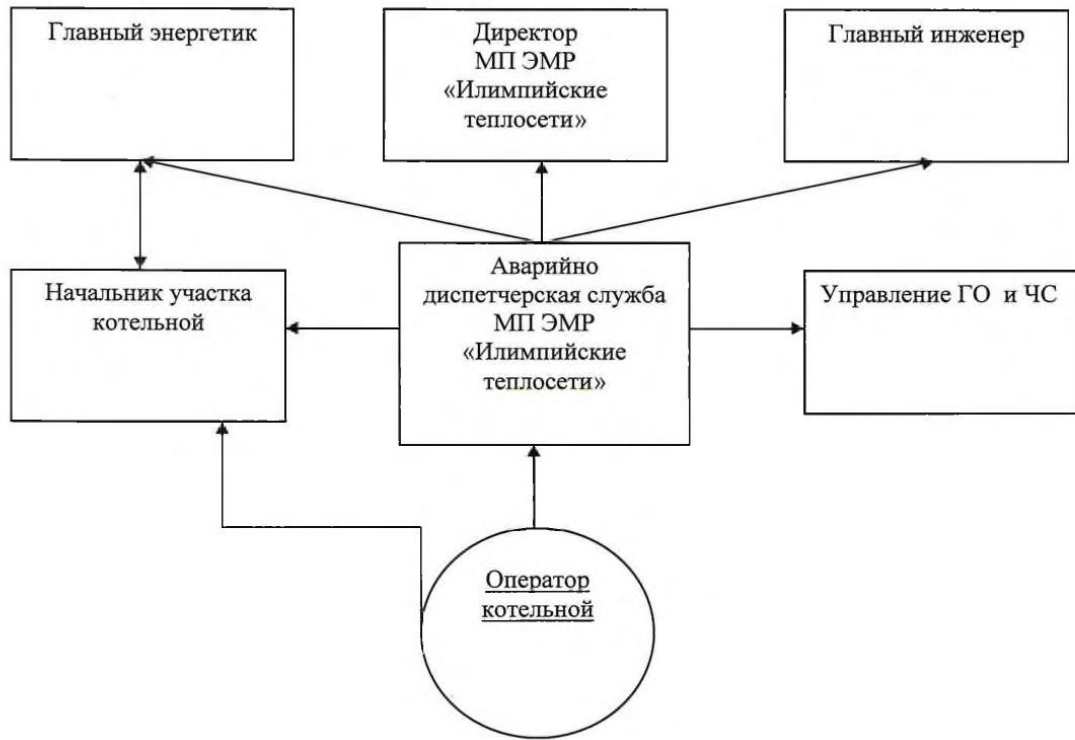 Главный энергетик
Директор
МП ЭМР
«Илимпийские
теплосети»
Главный инженер
Начальник участка
котельной
Аварийно
диспетчерская служба
МП ЭМР
«Илимпийские
теплосети»
Управление ГО и ЧС
Оператор
котельной